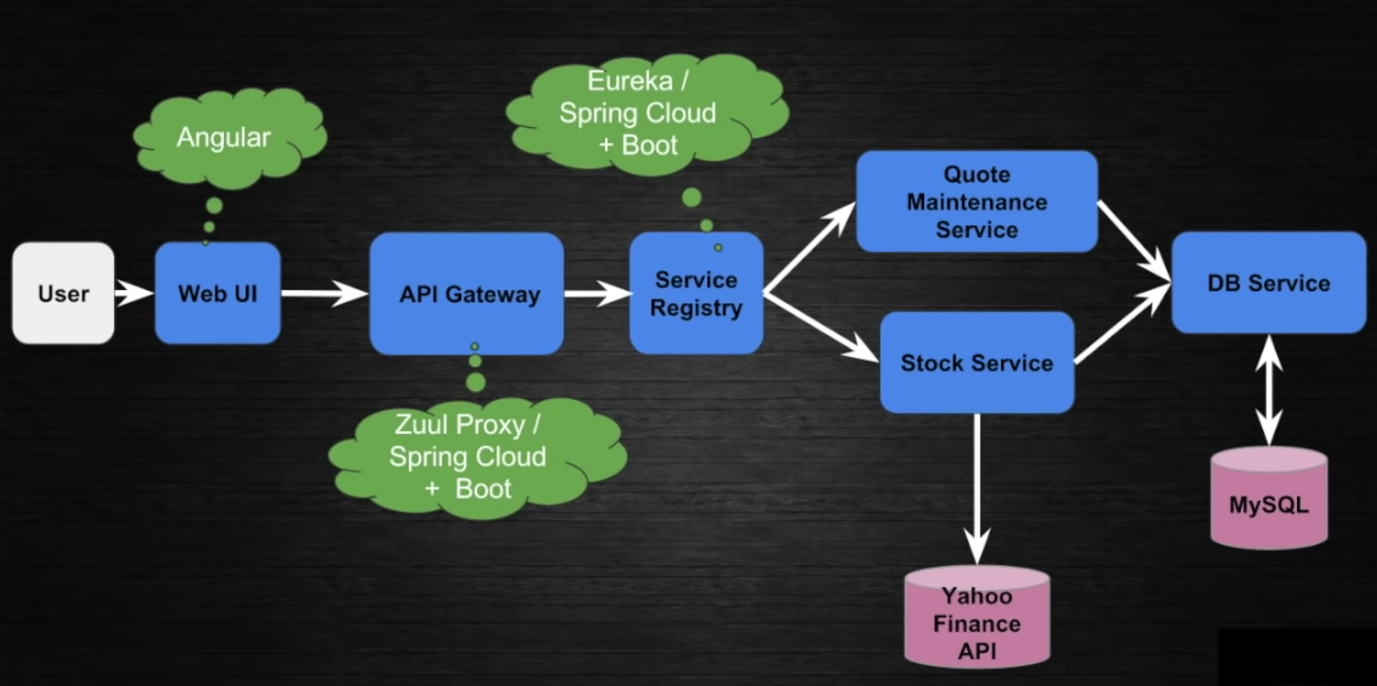 Angular
Eureka /
Spring Cloud
+ Boot
User
Web UI
API Gateway
Service
Registry
Quote
Maintenance
Service
Stock Service
DB Service
Zuul Proxy /
Spring Cloud
+ Boot
Yahoo
Finance
API
MySQL